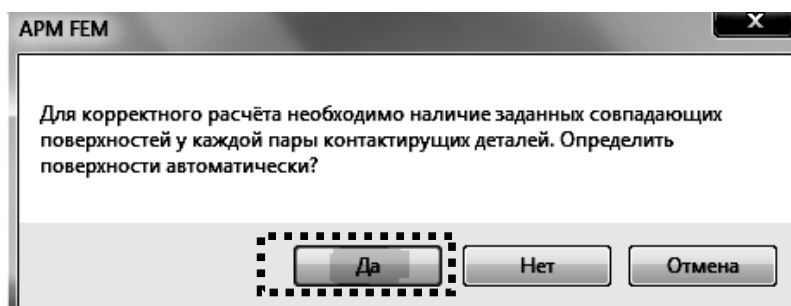 APM FEM
X
Для корректного расчёта необходимо наличие заданных совпадающих
поверхностей у каждой пары контактирущих деталей. Определить
поверхности автоматически?
Да Нет Отмена